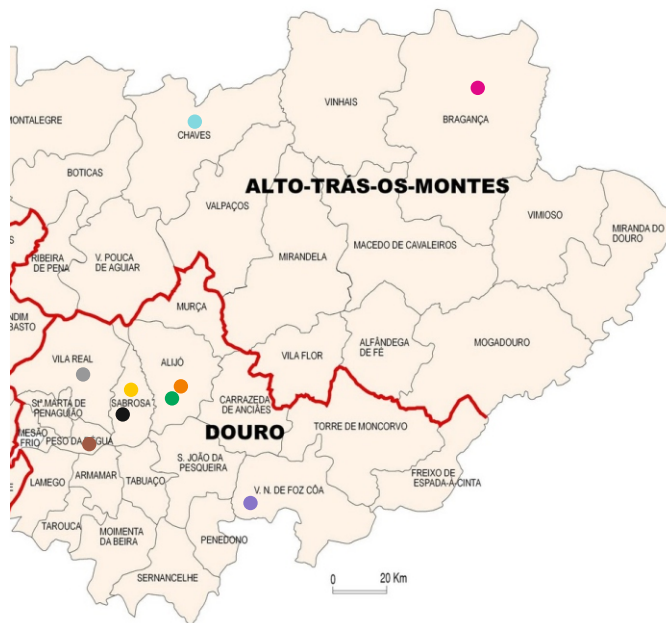 VINHAIS
BRAGANÇA
MONTALEGRE
CHAVES
BOTICAS
ALTO-TRÁS-OS-MONTES
VALPAÇOS
VIMIOSO
MIRANDA DO
DOURO
RIBEIRA
DE PENA
V. POUCA
DE AGUIAR
MIRANDELA
MACEDO DE CAVALEIROS
MURÇA
NDIM
BASTO
VILA REAL
ALIJÓ
VILA FLOR
ALFÂNDEGA
DE FÉ
MOGADOURO
Stª.MARTA DE
PENAGUIÃO
SABROSA
CARRAZEDA
DE ANCIÃES
MESÃO
FRIO
PESO DA RÉGUA
DOURO
TORRE DE MONCORVO
S. JOÃO DA
PESQUEIRA
LAMEGO
ARMAMAR
TABUAÇO
V. N. DE FOZ CÔA
FREIXO DE
ESPADA-À-CINTA
TAROUCA
MOIMENTA
DA BEIRA
PENEDONO
SERNANCELHE
0 20 Km